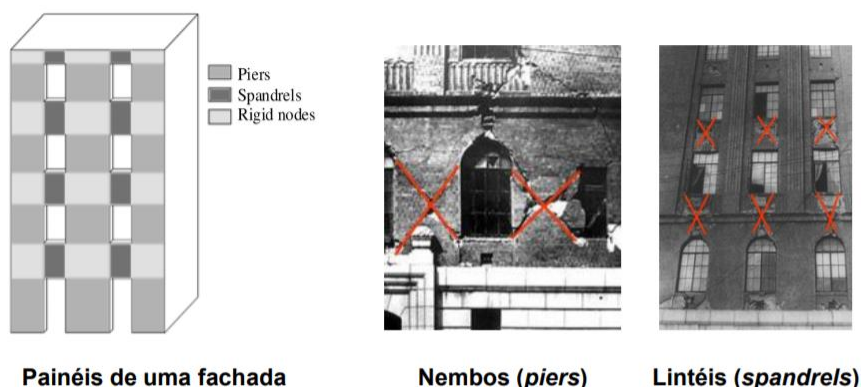 Piers
Spandrels
Rigid nodes
Painéis de uma fachada
Nembos (piers)
Lintéis (spandrels)